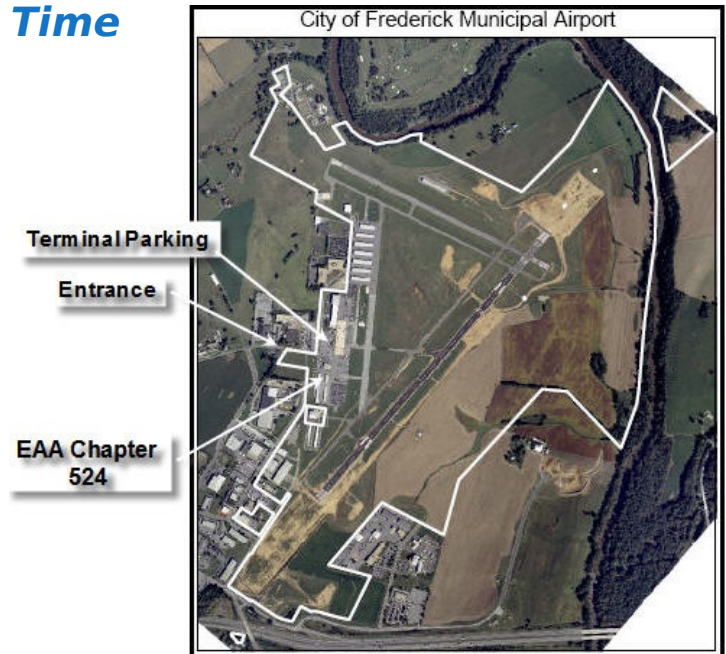 Time
City of Frederick Municipal Airport
Terminal Parking
Entrance
EAA Chapter
524